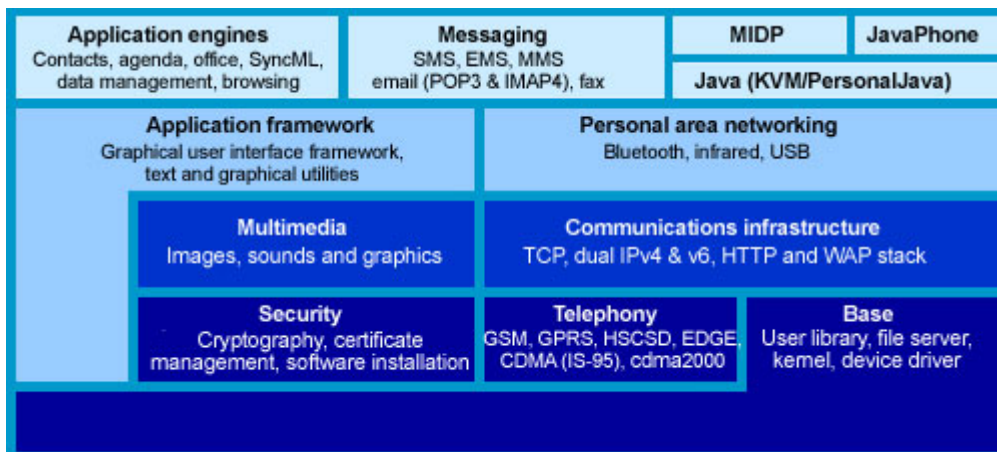 Application engines
Contacts, agenda, office, SyncML,
data management, browsing
Messaging
SMS, EMS, MMS
email (POP3 & IMAP4), fax
MIDP
JavaPhone
Java (KVM/PersonalJava)
Application framework
Graphical user interface framework,
text and graphical utilities
Personal area networking
Bluetooth, infrared, USB
Multimedia
Images, sounds and graphics
Communications infrastructure
TCP, dual IPv4 & v6, HTTP and WAP stack
Security
Cryptography, certificate
management, software installation
Telephony
GSM, GPRS, HSCSD, EDGE,
CDMA (IS-95), cdma2000
Base
User library, file server,
kernel, device driver